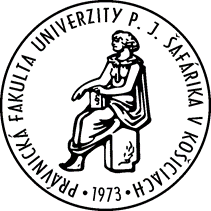 PRÁVNICKÁ FAKULTA UNIVERZITY P. J. ŠAFÁRIKA V KOŠICIACH
• 1973 •